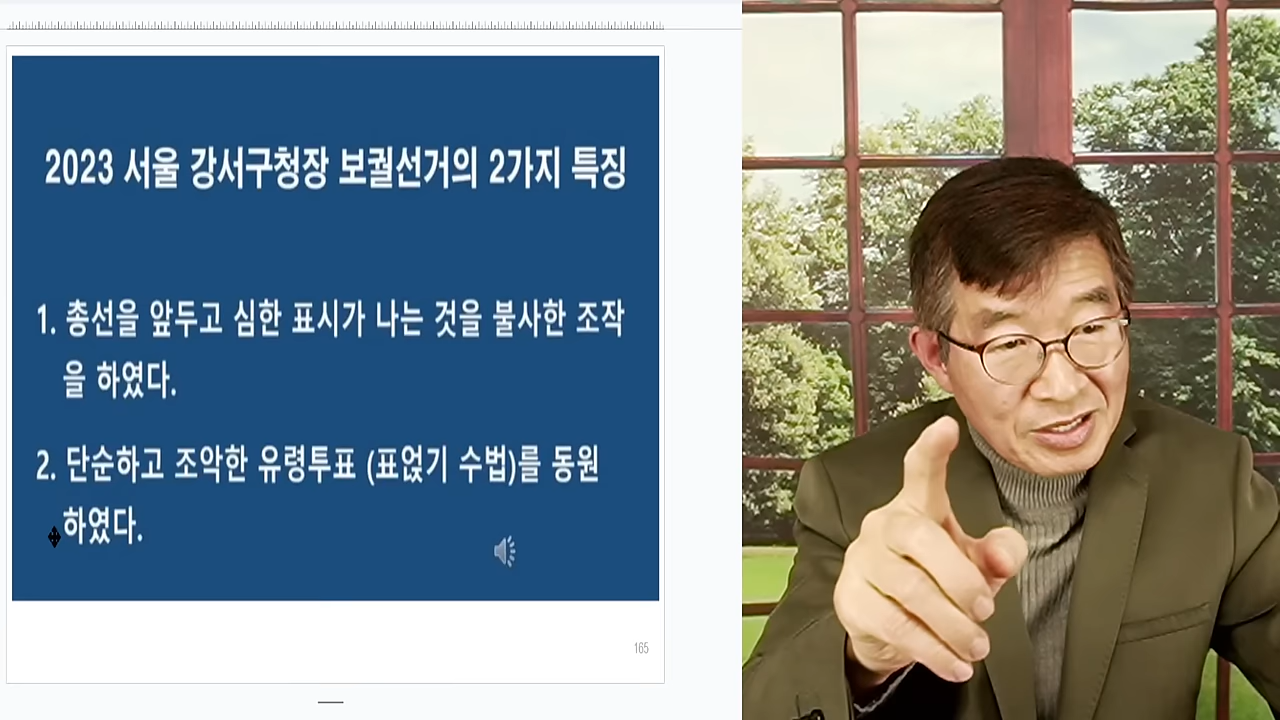 2023 서울 강서구청장 보궐선거의 2가지 특징
1. 총선을 앞두고 심한 표시가 나는 것을 불사한 조작
을 하였다.
2. 단순하고 조악한 유령투표 (표얹기 수법)를 동원
하였다.
165